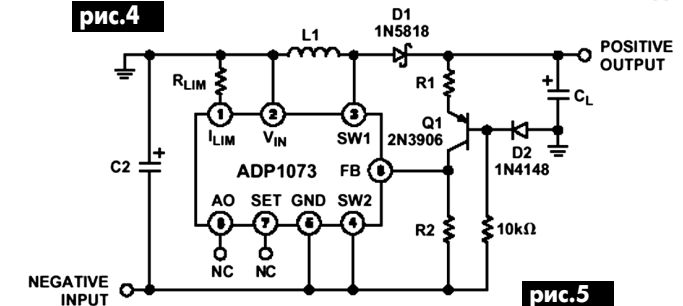 рис.4
D1
1N5818
L1
POSITIVE
OUTPUT
RLIM
R1
CL
1
2
3
ILIM
VIN
SW1
Q1
2N3906
D2
1N4148
C2
ADP1073
FB
8
AO
SET
GND
SW2
6
7
5
4
R2
10kΩ
NC
NC
NEGATIVE
INPUT
рис.5